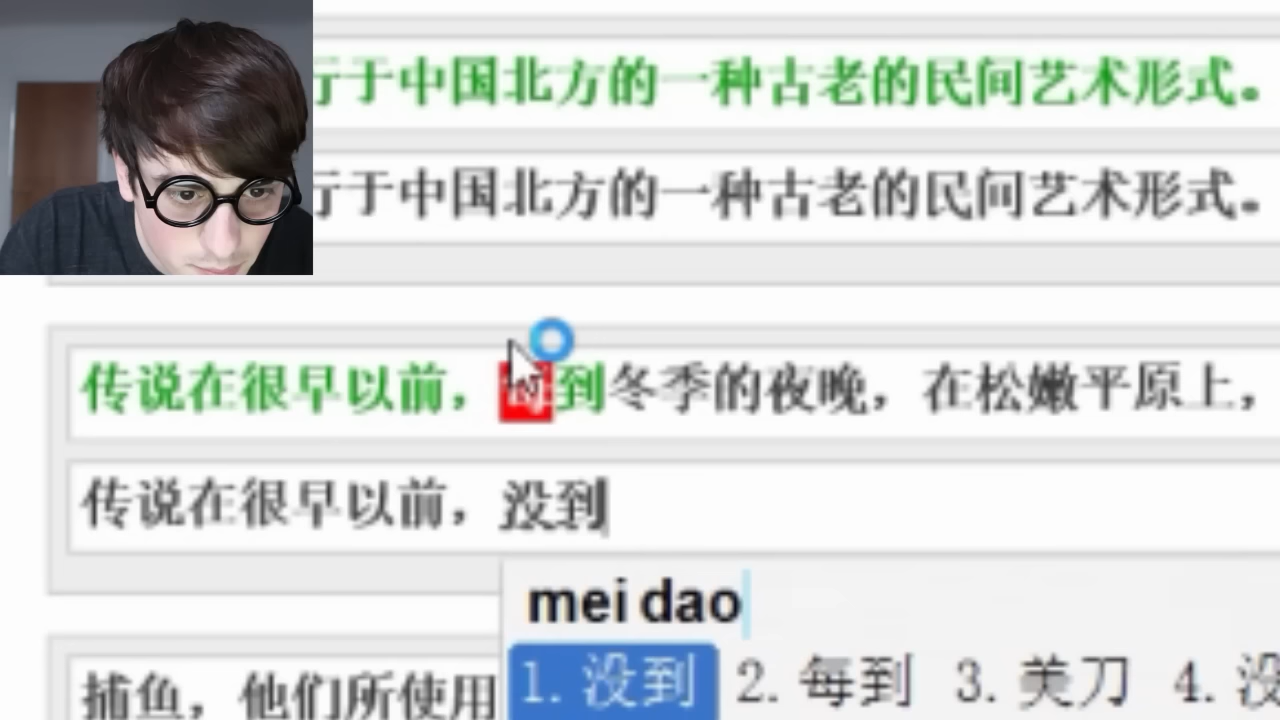 行于中国北方的一种古老的民间艺术形式。
行于中国北方的一种古老的民间艺术形式。
传说在很早以前，每到冬季的夜晚，在松嫩平原上，
传说在很早以前，没到
mei dao
1. 没到 2. 每到 3. 美刀 4. 没
捕鱼，他们所使用